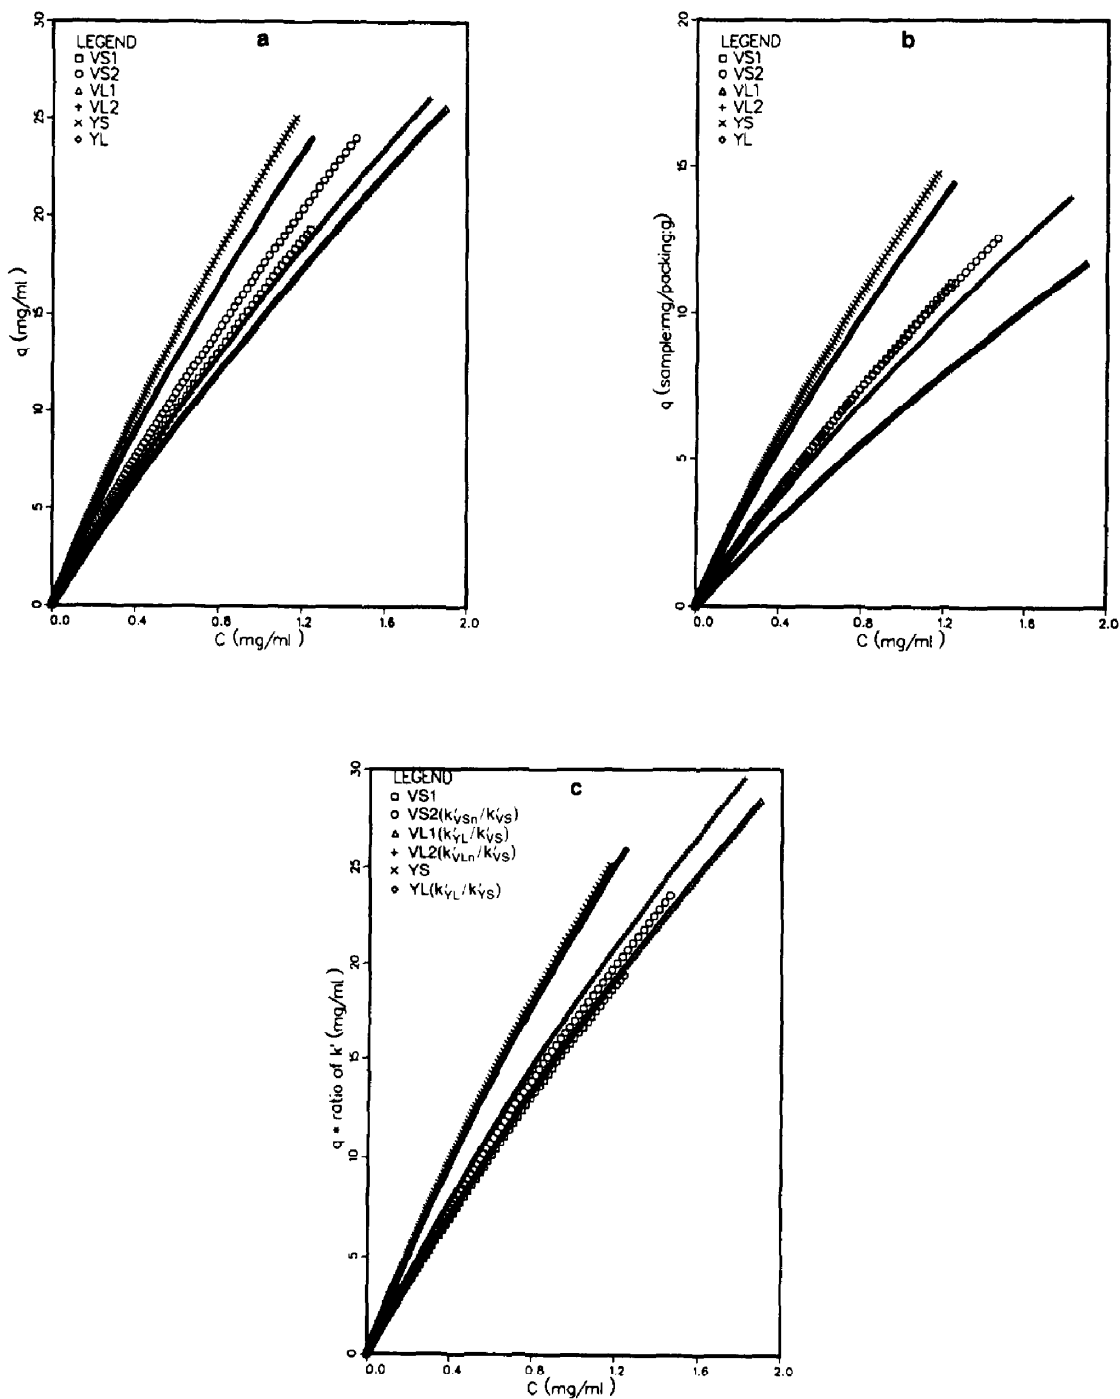 a
LEGEND
□ VS1
○ VS2
△ VL1
+ VL2
× YS
◇ YL
30
25
20
15
10
5
0
q (mg/ml)
0.0 0.4 0.8 1.2 1.6 2.0
C (mg/ml)
b
LEGEND
□ VS1
○ VS2
△ VL1
+ VL2
× YS
◇ YL
20
15
10
5
0
q (sample:mg/packing:g)
0.0 0.4 0.8 1.2 1.6 2.0
C (mg/ml)
c
LEGEND
□ VS1
○ VS2(k'VSn/k'VS)
△ VL1(k'YL/k'VS)
+ VL2(k'VLn/k'VS)
× YS
◇ YL(k'YL/k'YS)
30
25
20
15
10
5
0
q * ratio of k' (mg/ml)
0.0 0.4 0.8 1.2 1.6 2.0
C (mg/ml)